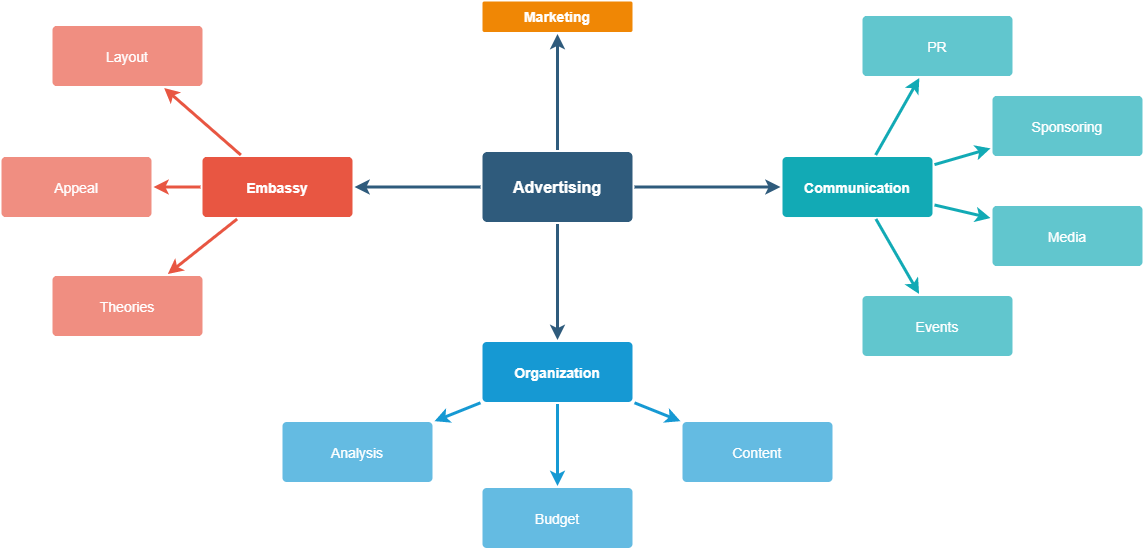 Marketing
Layout
PR
Sponsoring
Appeal
Embassy
Advertising
Communication
Media
Theories
Events
Organization
Analysis
Content
Budget